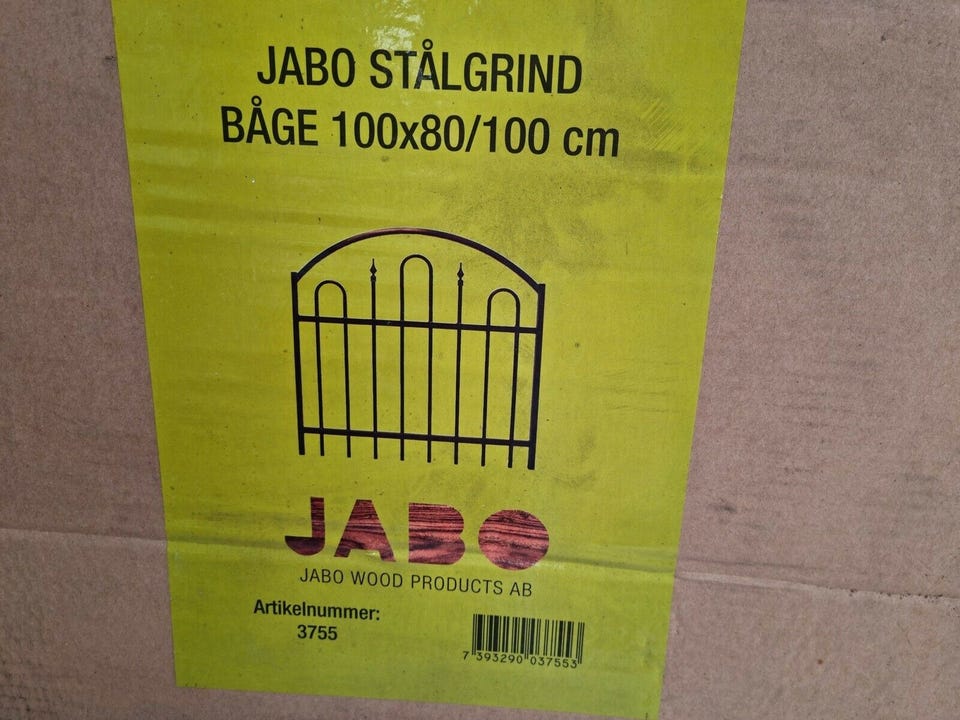 JABO STÅLGRIND
BÅGE 100x80/100 cm
JABO
JABO WOOD PRODUCTS AB
Artikelnummer:
3755
7 393290 037553